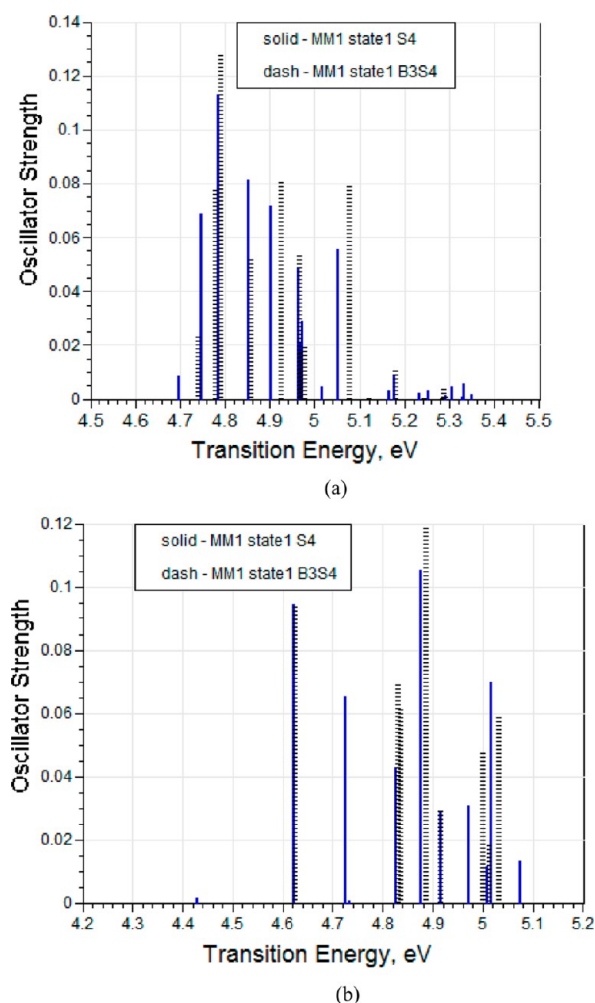 0.14
solid - MM1 state1 S4
dash - MM1 state1 B3S4
0.12
0.1
0.08
0.06
0.04
0.02
0
Oscillator Strength
4.5 4.6 4.7 4.8 4.9 5 5.1 5.2 5.3 5.4 5.5
Transition Energy, eV
(a)
0.12
solid - MM1 state1 S4
dash - MM1 state1 B3S4
0.1
0.08
0.06
0.04
0.02
0
Oscillator Strength
4.2 4.3 4.4 4.5 4.6 4.7 4.8 4.9 5 5.1 5.2
Transition Energy, eV
(b)